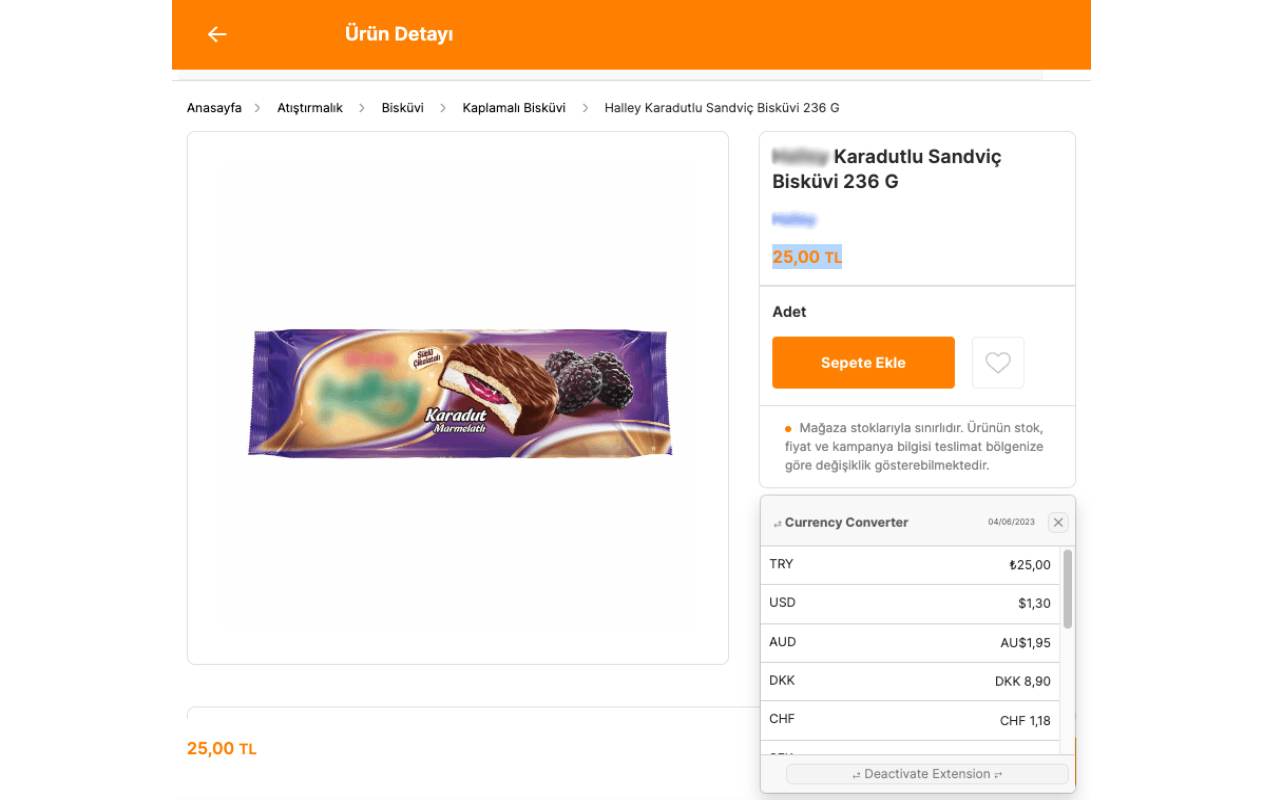 Ürün Detayı
Anasayfa > Atıştırmalık > Bisküvi > Kaplamalı Bisküvi > Halley Karadutlu Sandviç Bisküvi 236 G
Karadutlu Sandviç
Bisküvi 236 G
25,00 TL
Adet
Sepete Ekle
Mağaza stoklarıyla sınırlıdır. Ürünün stok,
fiyat ve kampanya bilgisi teslimat bölgenize
göre değişiklik gösterebilmektedir.
Sütlü
Çikolatalı
Karadut
Marmelatlı
Currency Converter 04/06/2023
TRY ₺25,00
USD $1,30
AUD AU$1,95
DKK DKK 8,90
CHF CHF 1,18
Deactivate Extension
25,00 TL